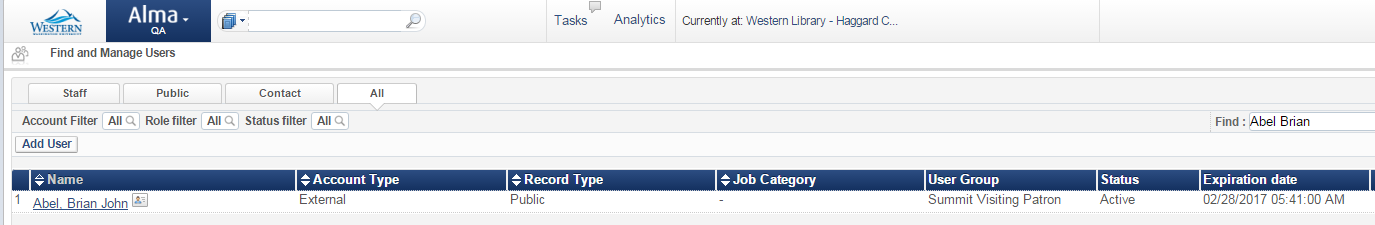 WESTERN
WASHINGTON UNIVERSITY
Alma
QA
Tasks
Analytics
Currently at: Western Library - Haggard C...
Find and Manage Users
Staff
Public
Contact
All
Account Filter All Role filter All Status filter All
Find : Abel Brian
Add User
Name Account Type Record Type Job Category User Group Status Expiration date
1 Abel, Brian John External Public - Summit Visiting Patron Active 02/28/2017 05:41:00 AM